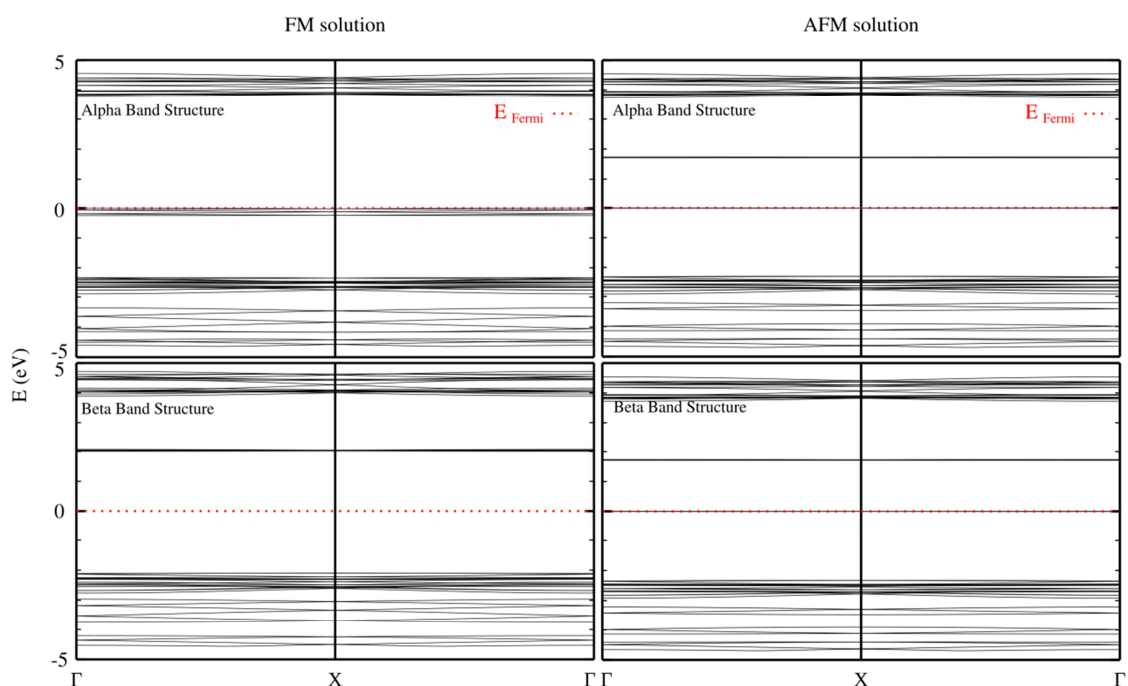 FM solution
AFM solution
5
Alpha Band Structure
E Fermi
Alpha Band Structure
E Fermi
0
-5
E (eV)
5
Beta Band Structure
Beta Band Structure
0
-5
Γ
X
Γ
Γ
X
Γ